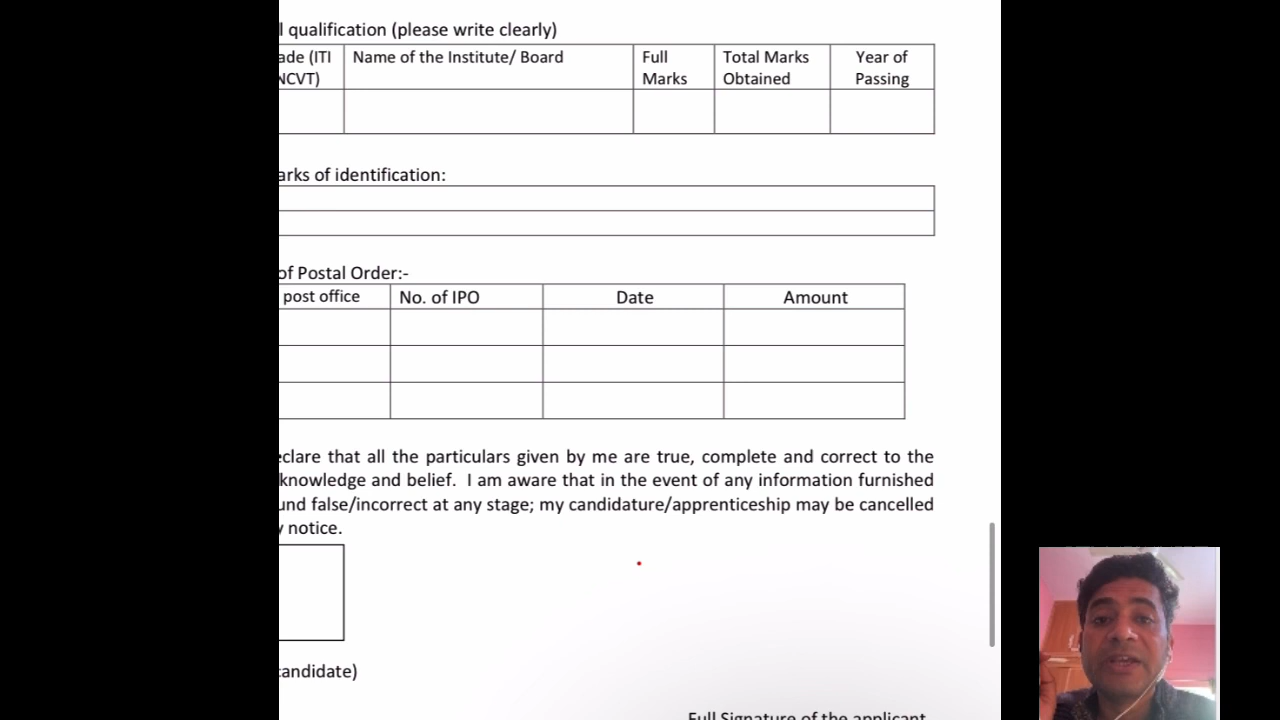 l qualification (please write clearly)
ade (ITI Name of the Institute/ Board Full Total Marks Year of
NCVT) Marks Obtained Passing
arks of identification:
of Postal Order:-
post office No. of IPO Date Amount
eclare that all the particulars given by me are true, complete and correct to the
knowledge and belief. I am aware that in the event of any information furnished
und false/incorrect at any stage; my candidature/apprenticeship may be cancelled
y notice.
candidate)
Full Signature of the applicant